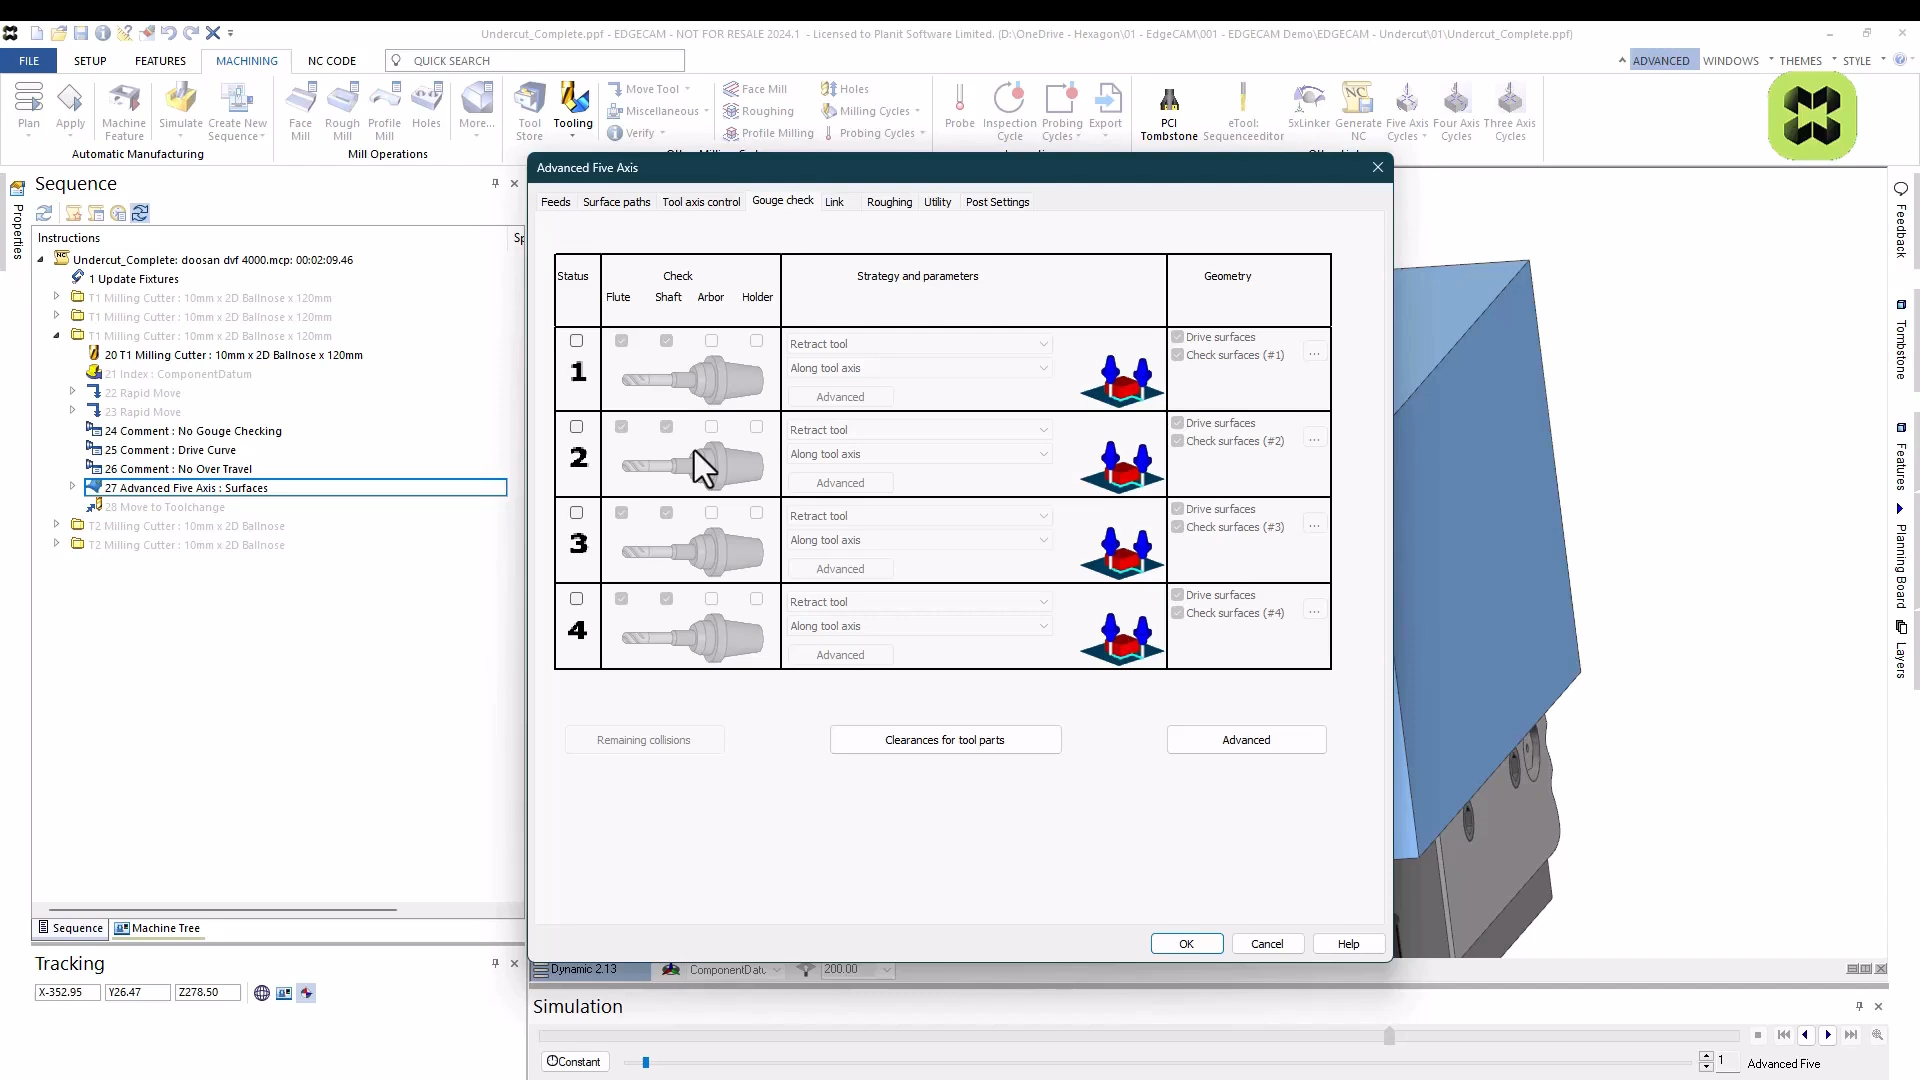 Undercut_Complete.ppf - EDGECAM - NOT FOR RESALE 2024.1 - Licensed to Planit Software Limited. (D:\OneDrive - Hexagon\01 - EdgeCAM\001 - EDGECAM Demo\EDGECAM - Undercut\01\Undercut_Complete.ppf)
FILE SETUP FEATURES MACHINING NC CODE QUICK SEARCH ADVANCED WINDOWS THEMES STYLE
Plan Apply Machine Feature Simulate Create New Sequence
Automatic Manufacturing
Face Mill Rough Mill Profile Mill Holes More...
Mill Operations
Tool Store Tooling
Move Tool Face Mill Holes
Miscellaneous Roughing Milling Cycles
Verify Profile Milling Probing Cycles
Probe Inspection Cycle Probing Cycles Export
PCI Tombstone eTool: Sequenceeditor 5xLinker Generate NC Five Axis Cycles Four Axis Cycles Three Axis Cycles
Properties
Sequence
Instructions Sp
Undercut_Complete: doosan dvf 4000.mcp: 00:02:09.46
1 Update Fixtures
T1 Milling Cutter : 10mm x 2D Ballnose x 120mm
T1 Milling Cutter : 10mm x 2D Ballnose x 120mm
T1 Milling Cutter : 10mm x 2D Ballnose x 120mm
20 T1 Milling Cutter : 10mm x 2D Ballnose x 120mm
21 Index : ComponentDatum
22 Rapid Move
23 Rapid Move
24 Comment : No Gouge Checking
25 Comment : Drive Curve
26 Comment : No Over Travel
27 Advanced Five Axis : Surfaces
28 Move to Toolchange
T2 Milling Cutter : 10mm x 2D Ballnose
T2 Milling Cutter : 10mm x 2D Ballnose
Sequence Machine Tree
Tracking
X-352.95 Y26.47 Z278.50
Advanced Five Axis
Feeds Surface paths Tool axis control Gouge check Link Roughing Utility Post Settings
Status Check Strategy and parameters Geometry
Flute Shaft Arbor Holder
1
Retract tool
Along tool axis
Advanced
Drive surfaces
Check surfaces (#1) ...
2
Retract tool
Along tool axis
Advanced
Drive surfaces
Check surfaces (#2) ...
3
Retract tool
Along tool axis
Advanced
Drive surfaces
Check surfaces (#3) ...
4
Retract tool
Along tool axis
Advanced
Drive surfaces
Check surfaces (#4) ...
Remaining collisions Clearances for tool parts Advanced
OK Cancel Help
Dynamic 2.13 ComponentDatu 200.00
Simulation
Constant 1 Advanced Five
Feedback
Tombstone
Features
Planning Board
Layers